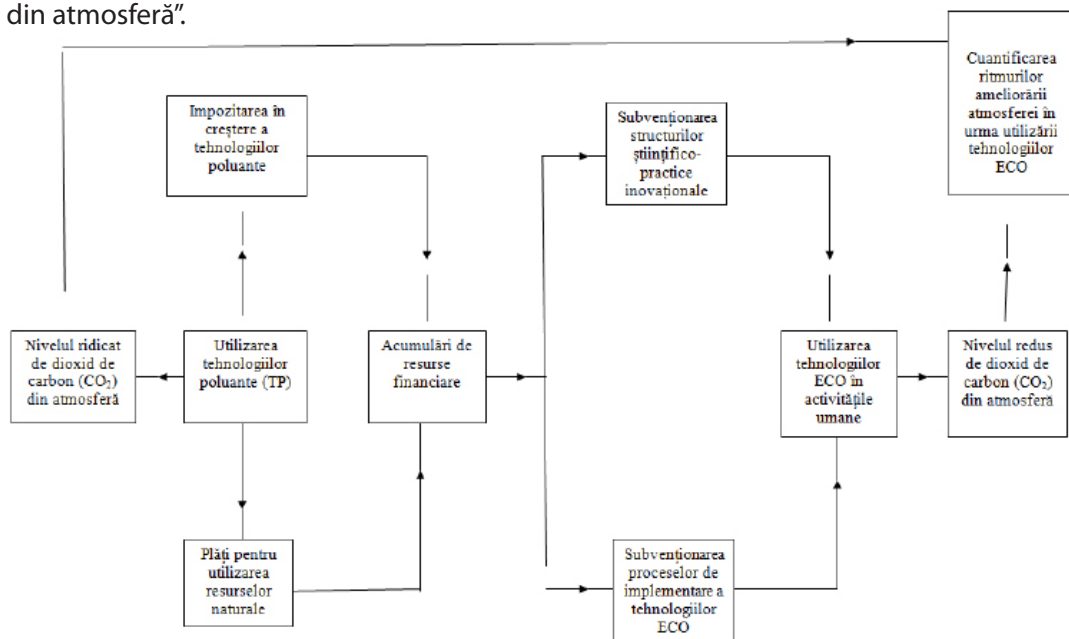 din atmosferă”.
Cuantificarea
ritmurilor
ameliorării
atmosferei în
urma utilizării
tehnologiilor
ECO
Impozitarea în
creștere a
tehnologiilor
poluante
Subvenționarea
structurilor
științifico-
practice
inovaționale
Nivelul ridicat
de dioxid de
carbon (CO₂)
din atmosferă
Utilizarea
tehnologiilor
poluante (TP)
Acumulări de
resurse
financiare
Utilizarea
tehnologiilor
ECO în
activitățile
umane
Nivelul redus
de dioxid de
carbon (CO₂)
din atmosferă
Plăți pentru
utilizarea
resurselor
naturale
Subvenționarea
proceselor de
implementare a
tehnologiilor
ECO